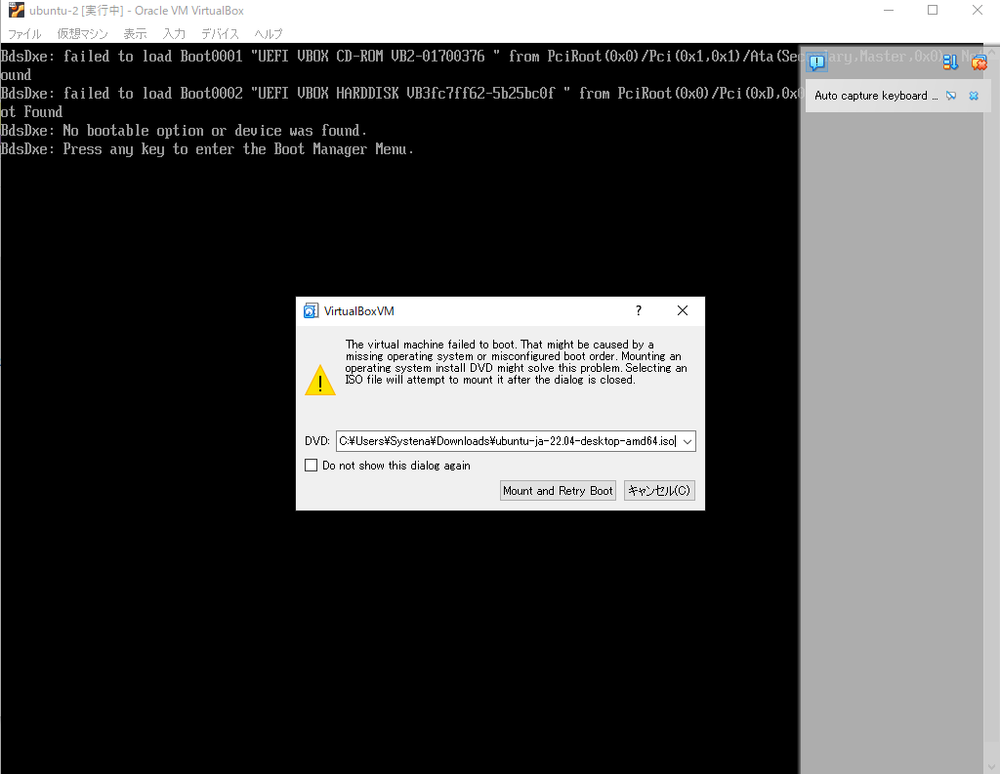 ubuntu-2 [実行中] - Oracle VM VirtualBox
ファイル 仮想マシン 表示 入力 デバイス ヘルプ
BdsDxe: failed to load Boot0001 "UEFI VBOX CD-ROM VB2-01700376 " from PciRoot(0x0)/Pci(0x1,0x1)/Ata(Secondary,Master,0x0)
ound
BdsDxe: failed to load Boot0002 "UEFI VBOX HARDDISK VB3fc7ff62-5b25bc0f " from PciRoot(0x0)/Pci(0xD,0x0
ot Found
BdsDxe: No bootable option or device was found.
BdsDxe: Press any key to enter the Boot Manager Menu.
Auto capture keyboard ...
VirtualBoxVM
The virtual machine failed to boot. That might be caused by a
missing operating system or misconfigured boot order. Mounting an
operating system install DVD might solve this problem. Selecting an
ISO file will attempt to mount it after the dialog is closed.
DVD: C:¥Users¥Systena¥Downloads¥ubuntu-ja-22.04-desktop-amd64.iso
Do not show this dialog again
Mount and Retry Boot キャンセル(C)